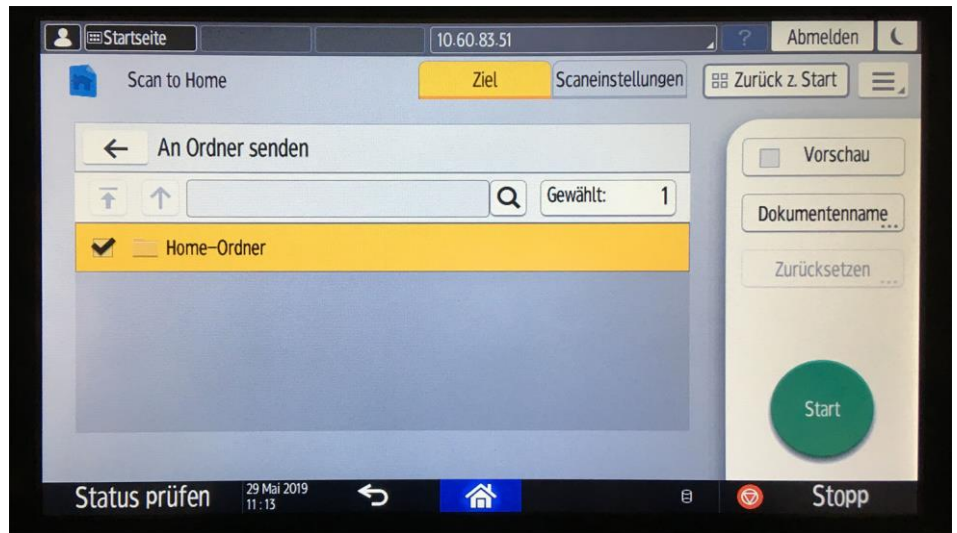 Startseite
10.60.83.51
?
Abmelden
Scan to Home
Ziel
Scaneinstellungen
Zurück z. Start
An Ordner senden
Vorschau
Gewählt: 1
Dokumentenname...
Home-Ordner
Zurücksetzen ...
Start
Status prüfen
29 Mai 2019
11:13
Stopp